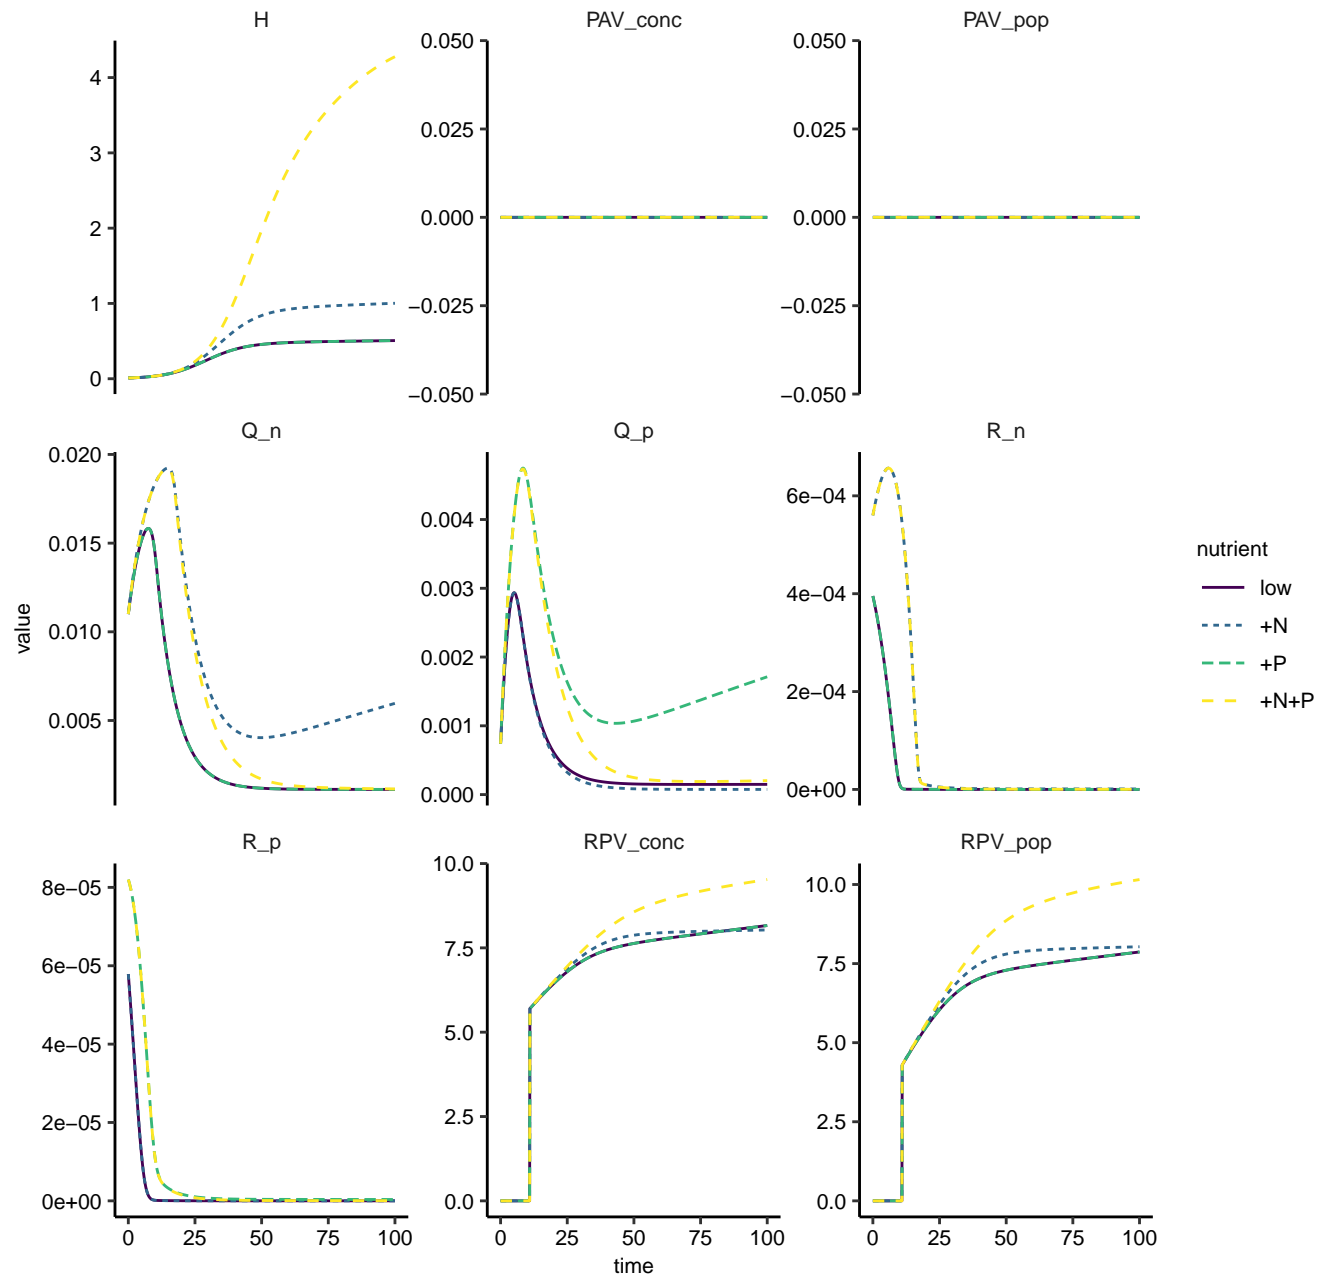 H
PAV_conc
PAV_pop
4
3
2
1
0
0.050
0.025
0.000
−0.025
−0.050
0.050
0.025
0.000
−0.025
−0.050
Q_n
Q_p
R_n
0.020
0.015
0.010
0.005
0.004
0.003
0.002
0.001
0.000
6e−04
4e−04
2e−04
0e+00
value
R_p
RPV_conc
RPV_pop
8e−05
6e−05
4e−05
2e−05
0e+00
10.0
7.5
5.0
2.5
0.0
10.0
7.5
5.0
2.5
0.0
0 25 50 75 100
0 25 50 75 100
0 25 50 75 100
time
nutrient
low
+N
+P
+N+P